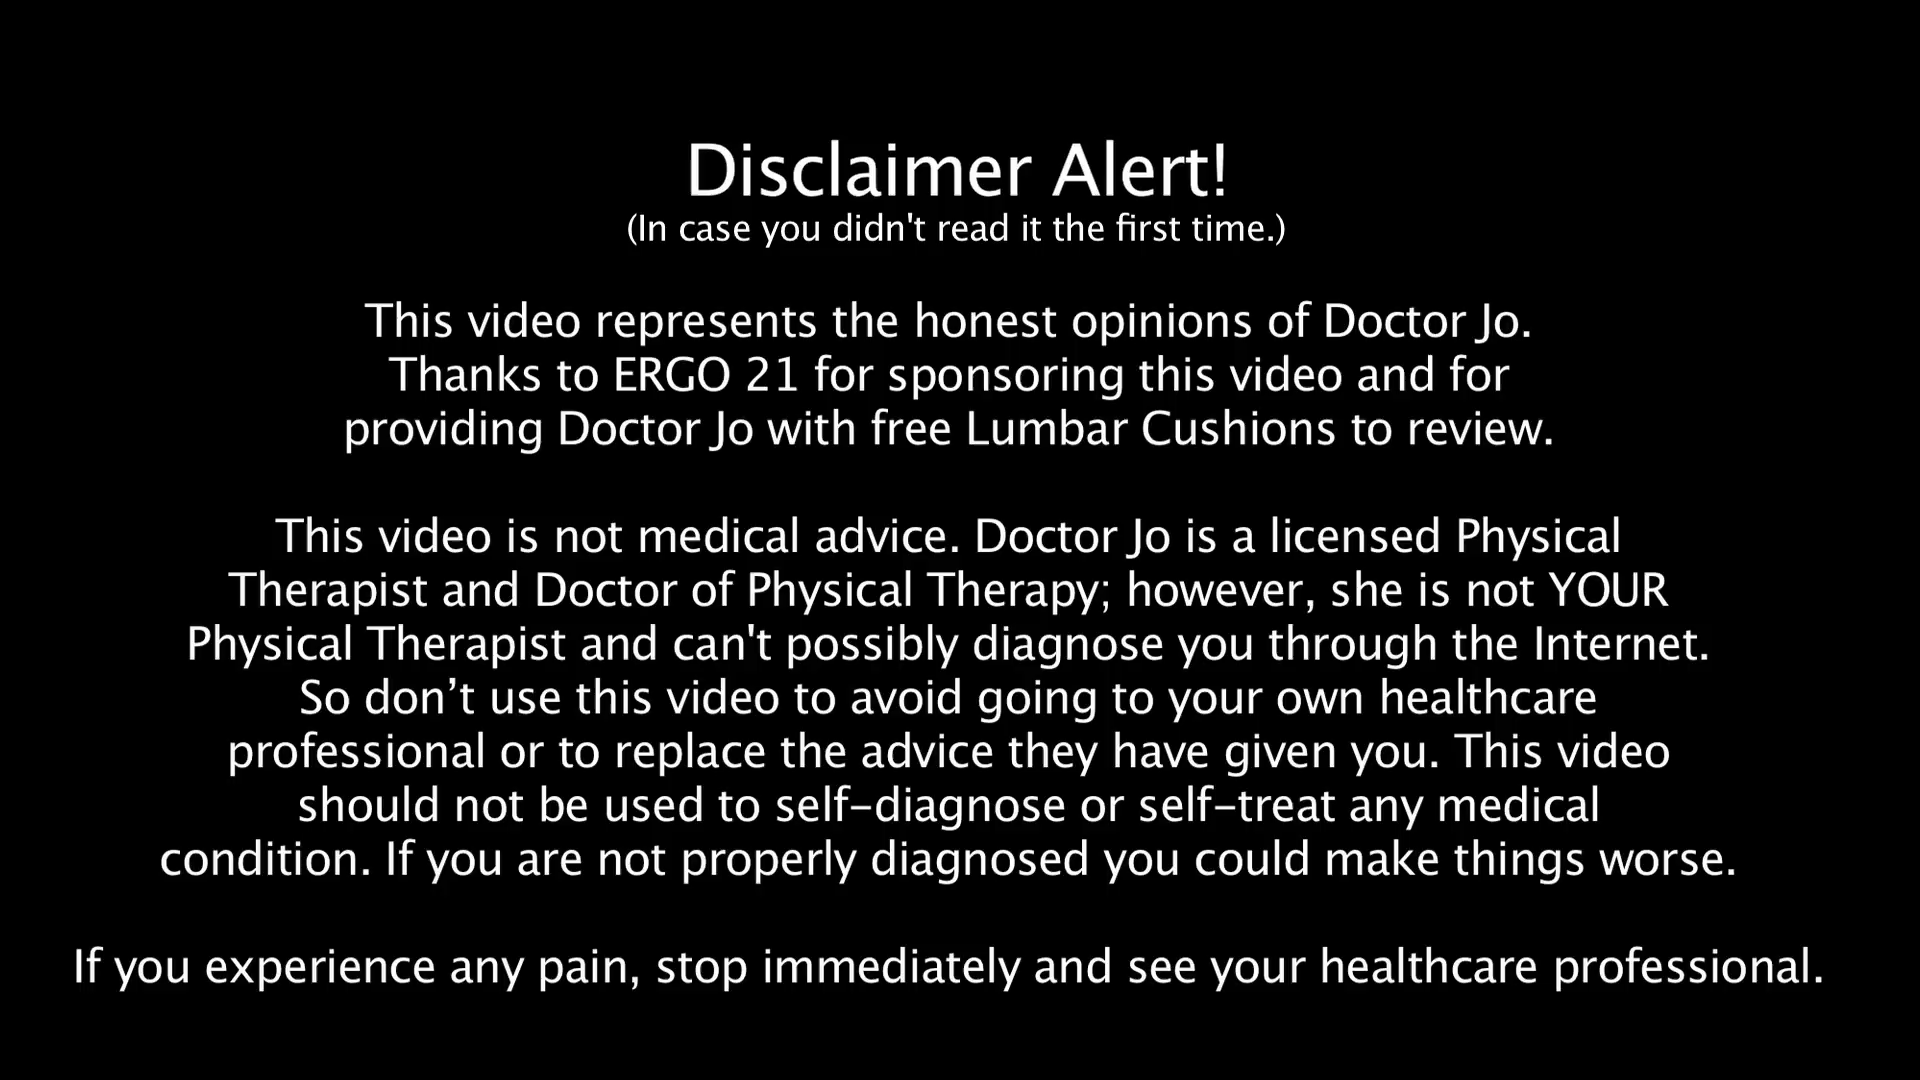 Disclaimer Alert!
(In case you didn't read it the first time.)
This video represents the honest opinions of Doctor Jo.
Thanks to ERGO 21 for sponsoring this video and for
providing Doctor Jo with free Lumbar Cushions to review.
This video is not medical advice. Doctor Jo is a licensed Physical
Therapist and Doctor of Physical Therapy; however, she is not YOUR
Physical Therapist and can't possibly diagnose you through the Internet.
So don’t use this video to avoid going to your own healthcare
professional or to replace the advice they have given you. This video
should not be used to self-diagnose or self-treat any medical
condition. If you are not properly diagnosed you could make things worse.
If you experience any pain, stop immediately and see your healthcare professional.